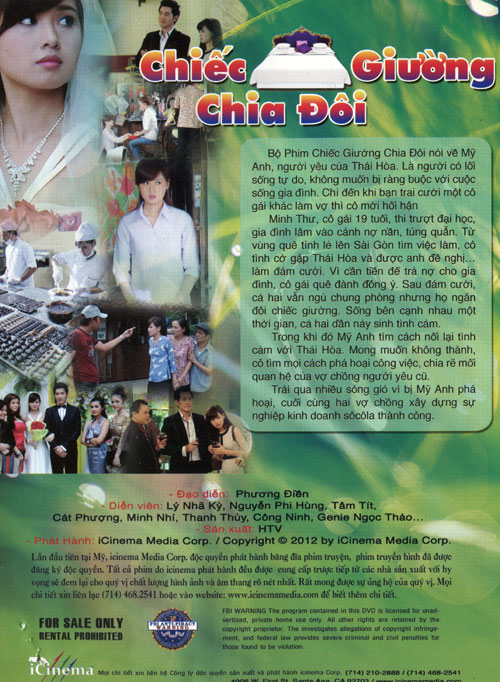 Chiếc Giường
Chia Đôi
Bộ Phim Chiếc Giường Chia Đôi nói về Mỹ
Anh, người yêu của Thái Hòa. Là người có lối
sống tự do, không muốn bị ràng buộc với cuộc
sống gia đình. Chỉ đến khi bạn trai cưới một cô
gái khác làm vợ thì cô mới hối hận
Minh Thư, cô gái 19 tuổi, thi trượt đại học,
gia đình lâm vào cảnh nợ nần, túng quẫn. Từ
vùng quê tỉnh lẻ lên Sài Gòn tìm việc làm, cô
tình cờ gặp Thái Hòa và được anh đề nghị...
làm đám cưới. Vì cần tiền để trả nợ cho gia
đình, cô gái quê đành đồng ý. Sau đám cưới,
cả hai vẫn ngủ chung phòng nhưng họ ngăn
đôi chiếc giường. Sống bên cạnh nhau một
thời gian, cả hai dần nảy sinh tình cảm.
Trong khi đó Mỹ Anh tìm cách nối lại tình
cảm với Thái Hòa. Mong muốn không thành,
cô tìm mọi cách phá hoại công việc, chia rẽ mối
quan hệ của vợ chồng người yêu cũ.
Trải qua nhiều sóng gió vì bị Mỹ Anh phá
hoại, cuối cùng hai vợ chồng xây dựng sự
nghiệp kinh doanh sôcôla thành công.
- Đạo diễn: Phương Điền
- Diễn viên: Lý Nhã Kỳ, Nguyễn Phi Hùng, Tâm Tít,
Cát Phượng, Minh Nhí, Thanh Thủy, Công Ninh, Genie Ngọc Thảo...
- Sản xuất: HTV
- Phát Hành: iCinema Media Corp. / Copyright © 2012 by iCinema Media Corp.
Lần đầu tiên tại Mỹ, icinema Media Corp. độc quyền phát hành băng đĩa phim truyện, phim truyền hình đã được
đăng ký độc quyền. Tất cả phim do icinema phát hành đều được cung cấp trực tiếp từ các nhà sản xuất với hy
vọng sẽ đem lại cho quý vị chất lượng hình ảnh và âm thang rõ nét nhất. Rất mong được sự ủng hộ của quý vị. Mọi
chi tiết xin liên lạc (714) 468.2541 hoặc vào website: www.icinemamedia.com để biết thêm chi tiết.
FOR SALE ONLY
RENTAL PROHIBITED
FBI ANTI-PIRACY
WARNING
FBI WARNING The program contained in this DVD is licensed for unad-
vertised, private home use only. All other rights are retained by the
copyright proprietor. The investigates allegations of copyright infringe-
ment, and federal law provides severe criminal and civil penalties for
those found to be violation.
iCinema
Mọi chi tiết xin liên hệ Công ty độc quyền sản xuất và phát hành icinema corp. (714) 210-2888 / (714) 468-2541
4906 W. First St. Santa Ana, CA 92703 / www.icinemamedia.com